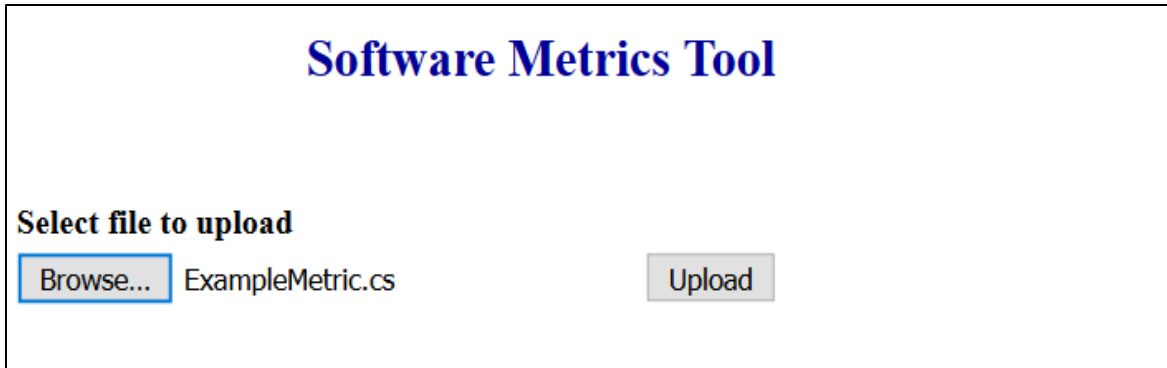 Software Metrics Tool
Select file to upload
Browse... ExampleMetric.cs Upload